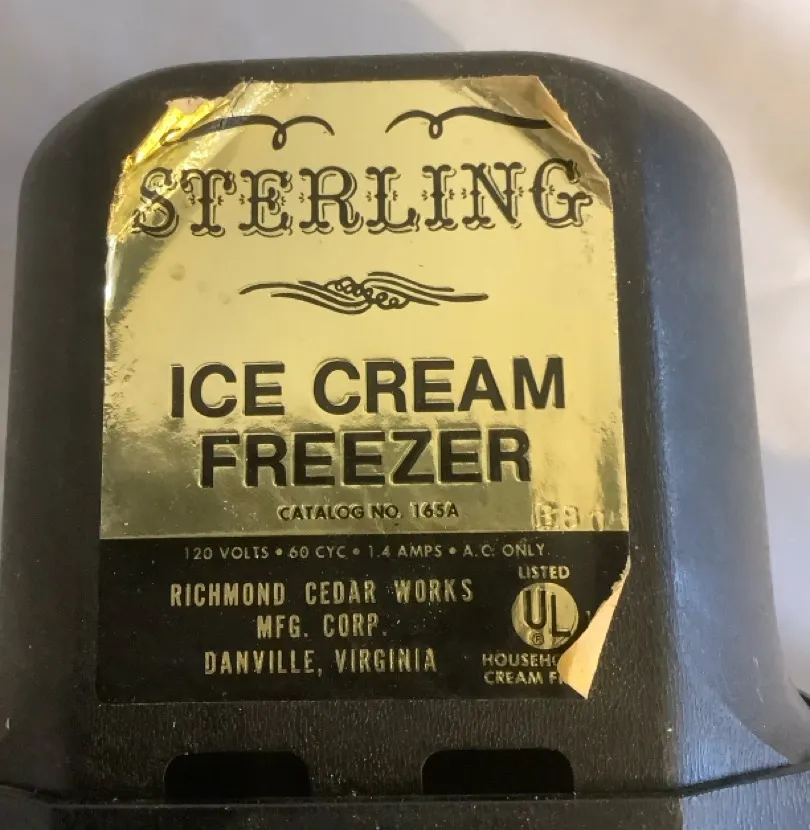 STERLING
ICE CREAM
FREEZER
CATALOG NO. 165A
120 VOLTS • 60 CYC • 1.4 AMPS • A.C. ONLY
RICHMOND CEDAR WORKS
MFG. CORP.
DANVILLE, VIRGINIA
LISTED
UL
®
CREAM